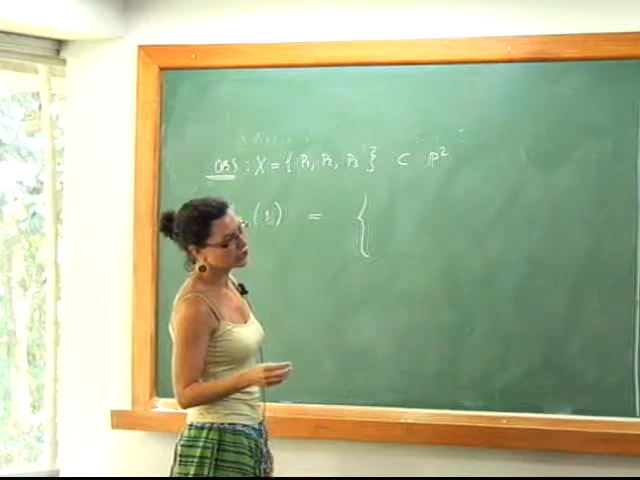 OBS : X = { P₁, P₂, P₃ } ⊂ ℙ²
(1) = {